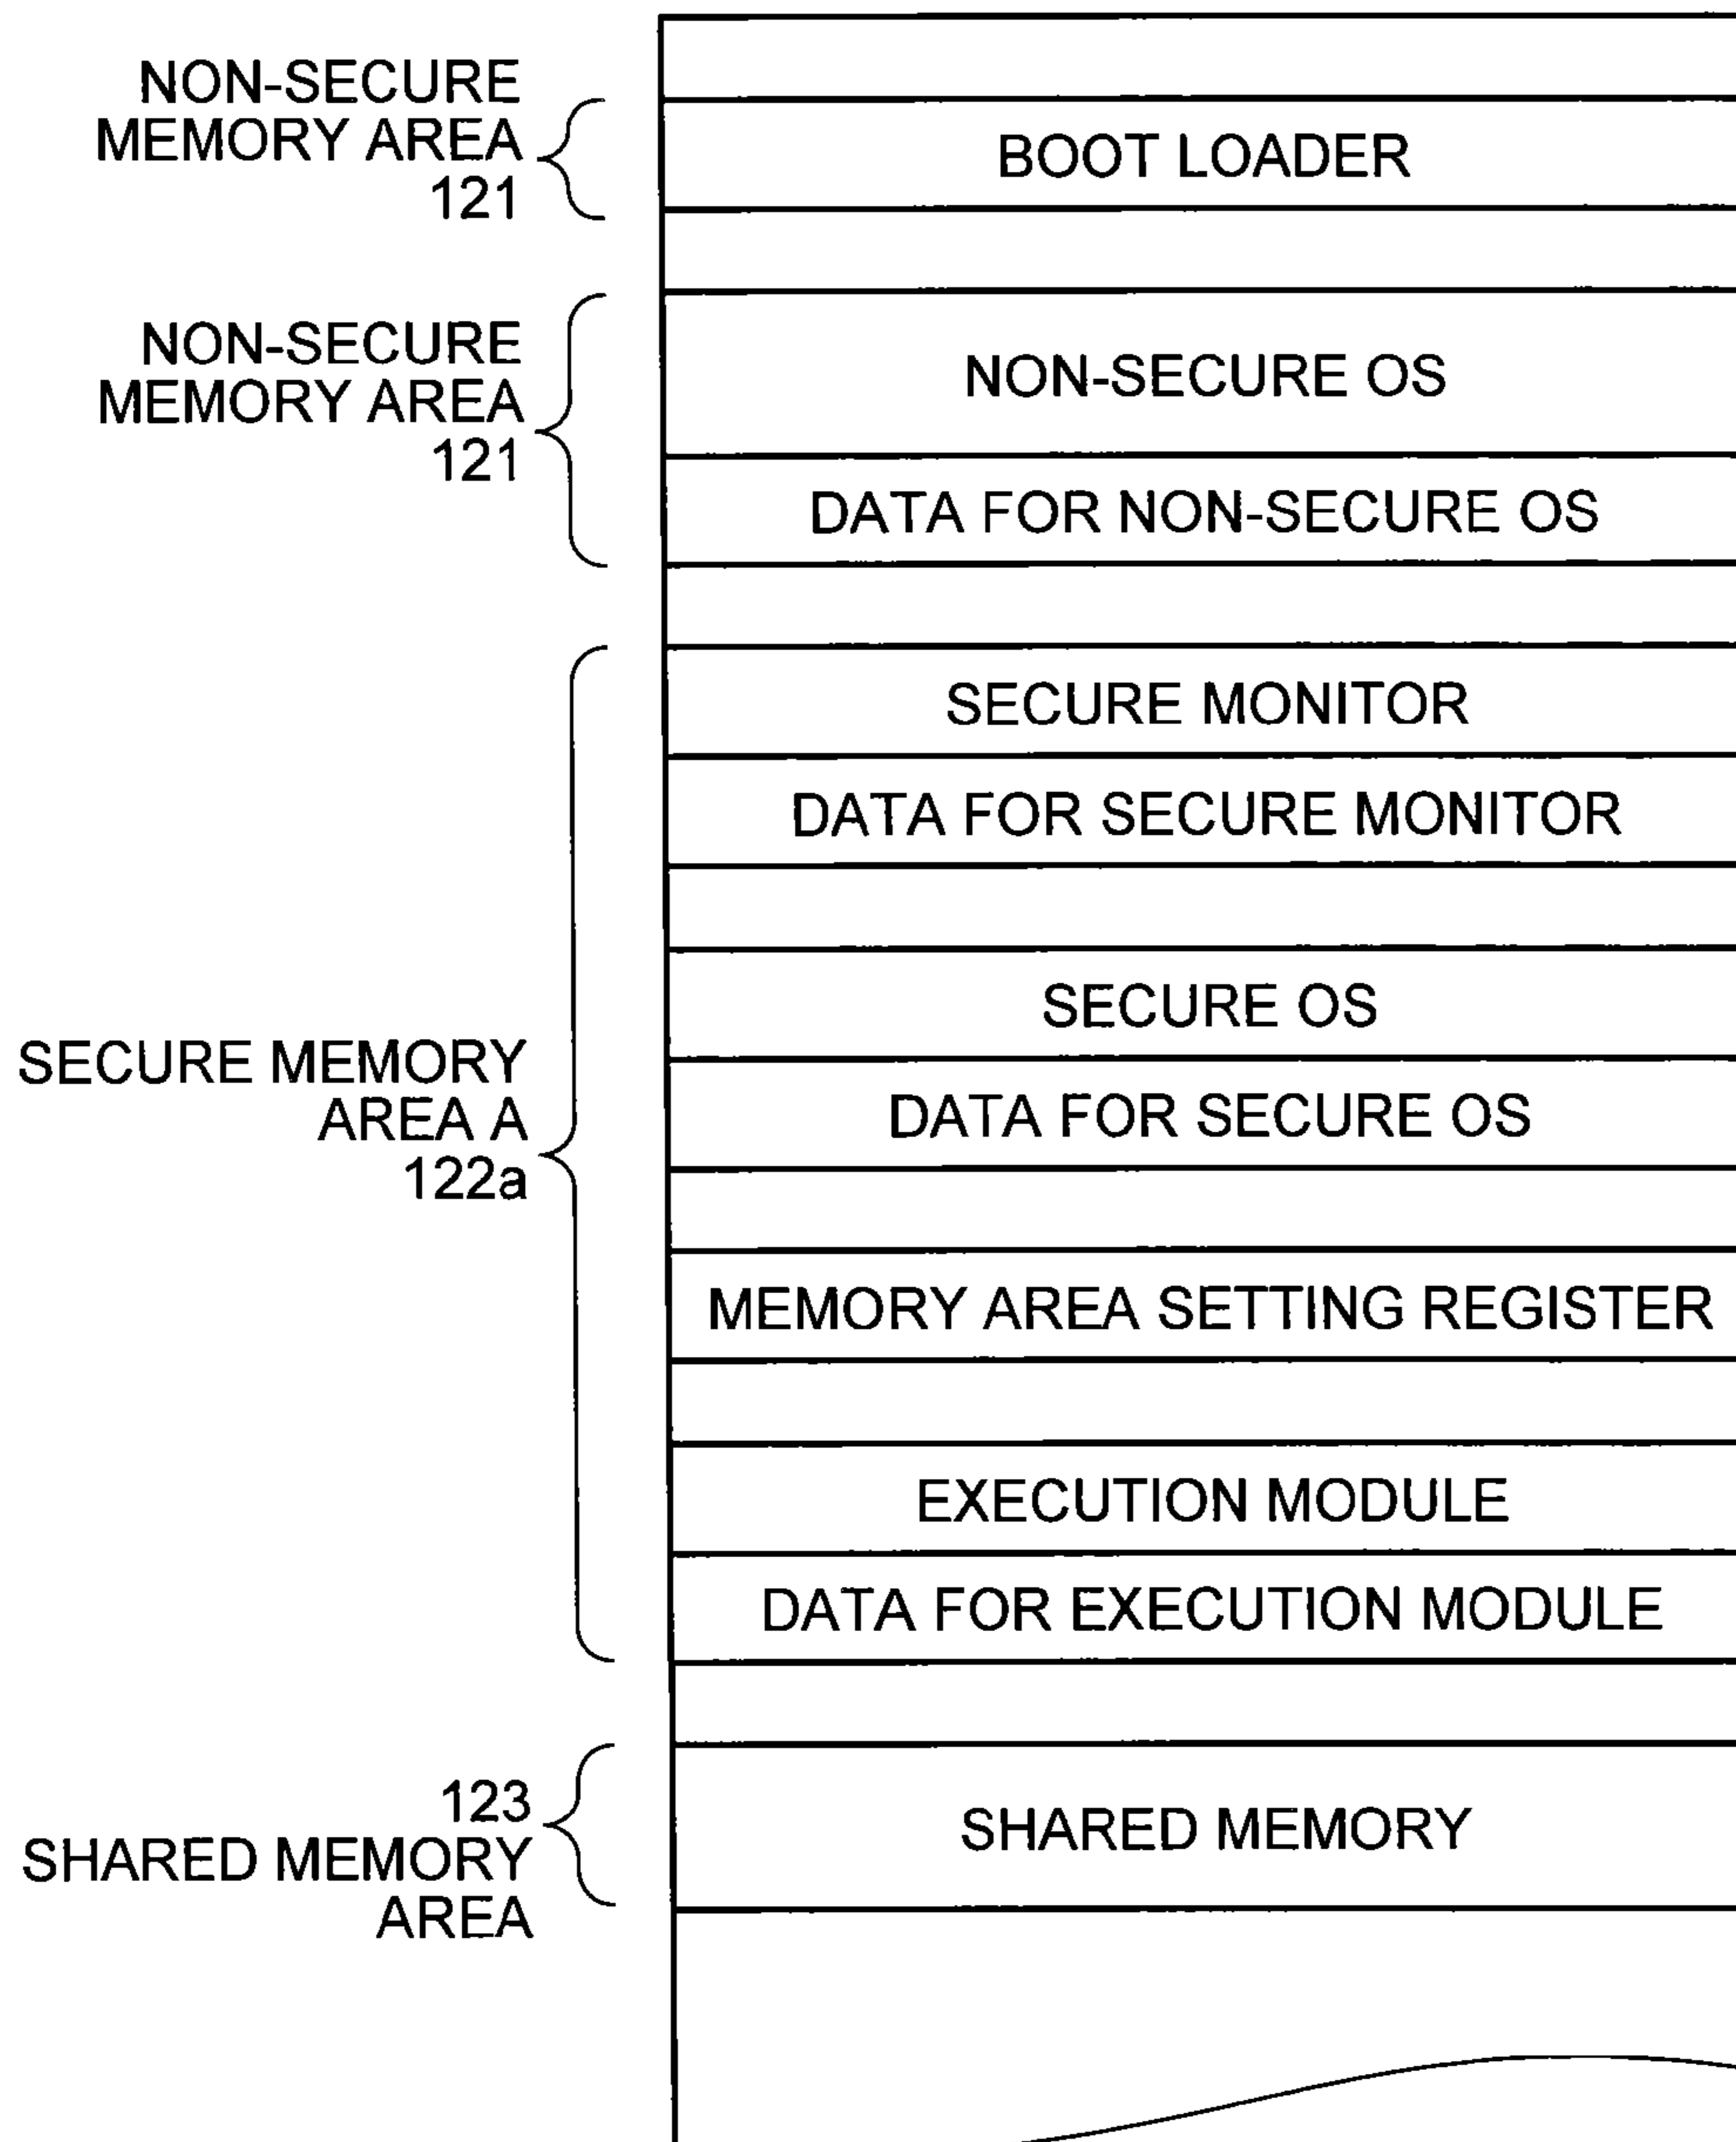 NON-SECURE
MEMORY AREA
121
BOOT LOADER
NON-SECURE
MEMORY AREA
121
NON-SECURE OS
DATA FOR NON-SECURE OS
SECURE MEMORY
AREA A
122a
SECURE MONITOR
DATA FOR SECURE MONITOR
SECURE OS
DATA FOR SECURE OS
MEMORY AREA SETTING REGISTER
EXECUTION MODULE
DATA FOR EXECUTION MODULE
123
SHARED MEMORY
AREA
SHARED MEMORY